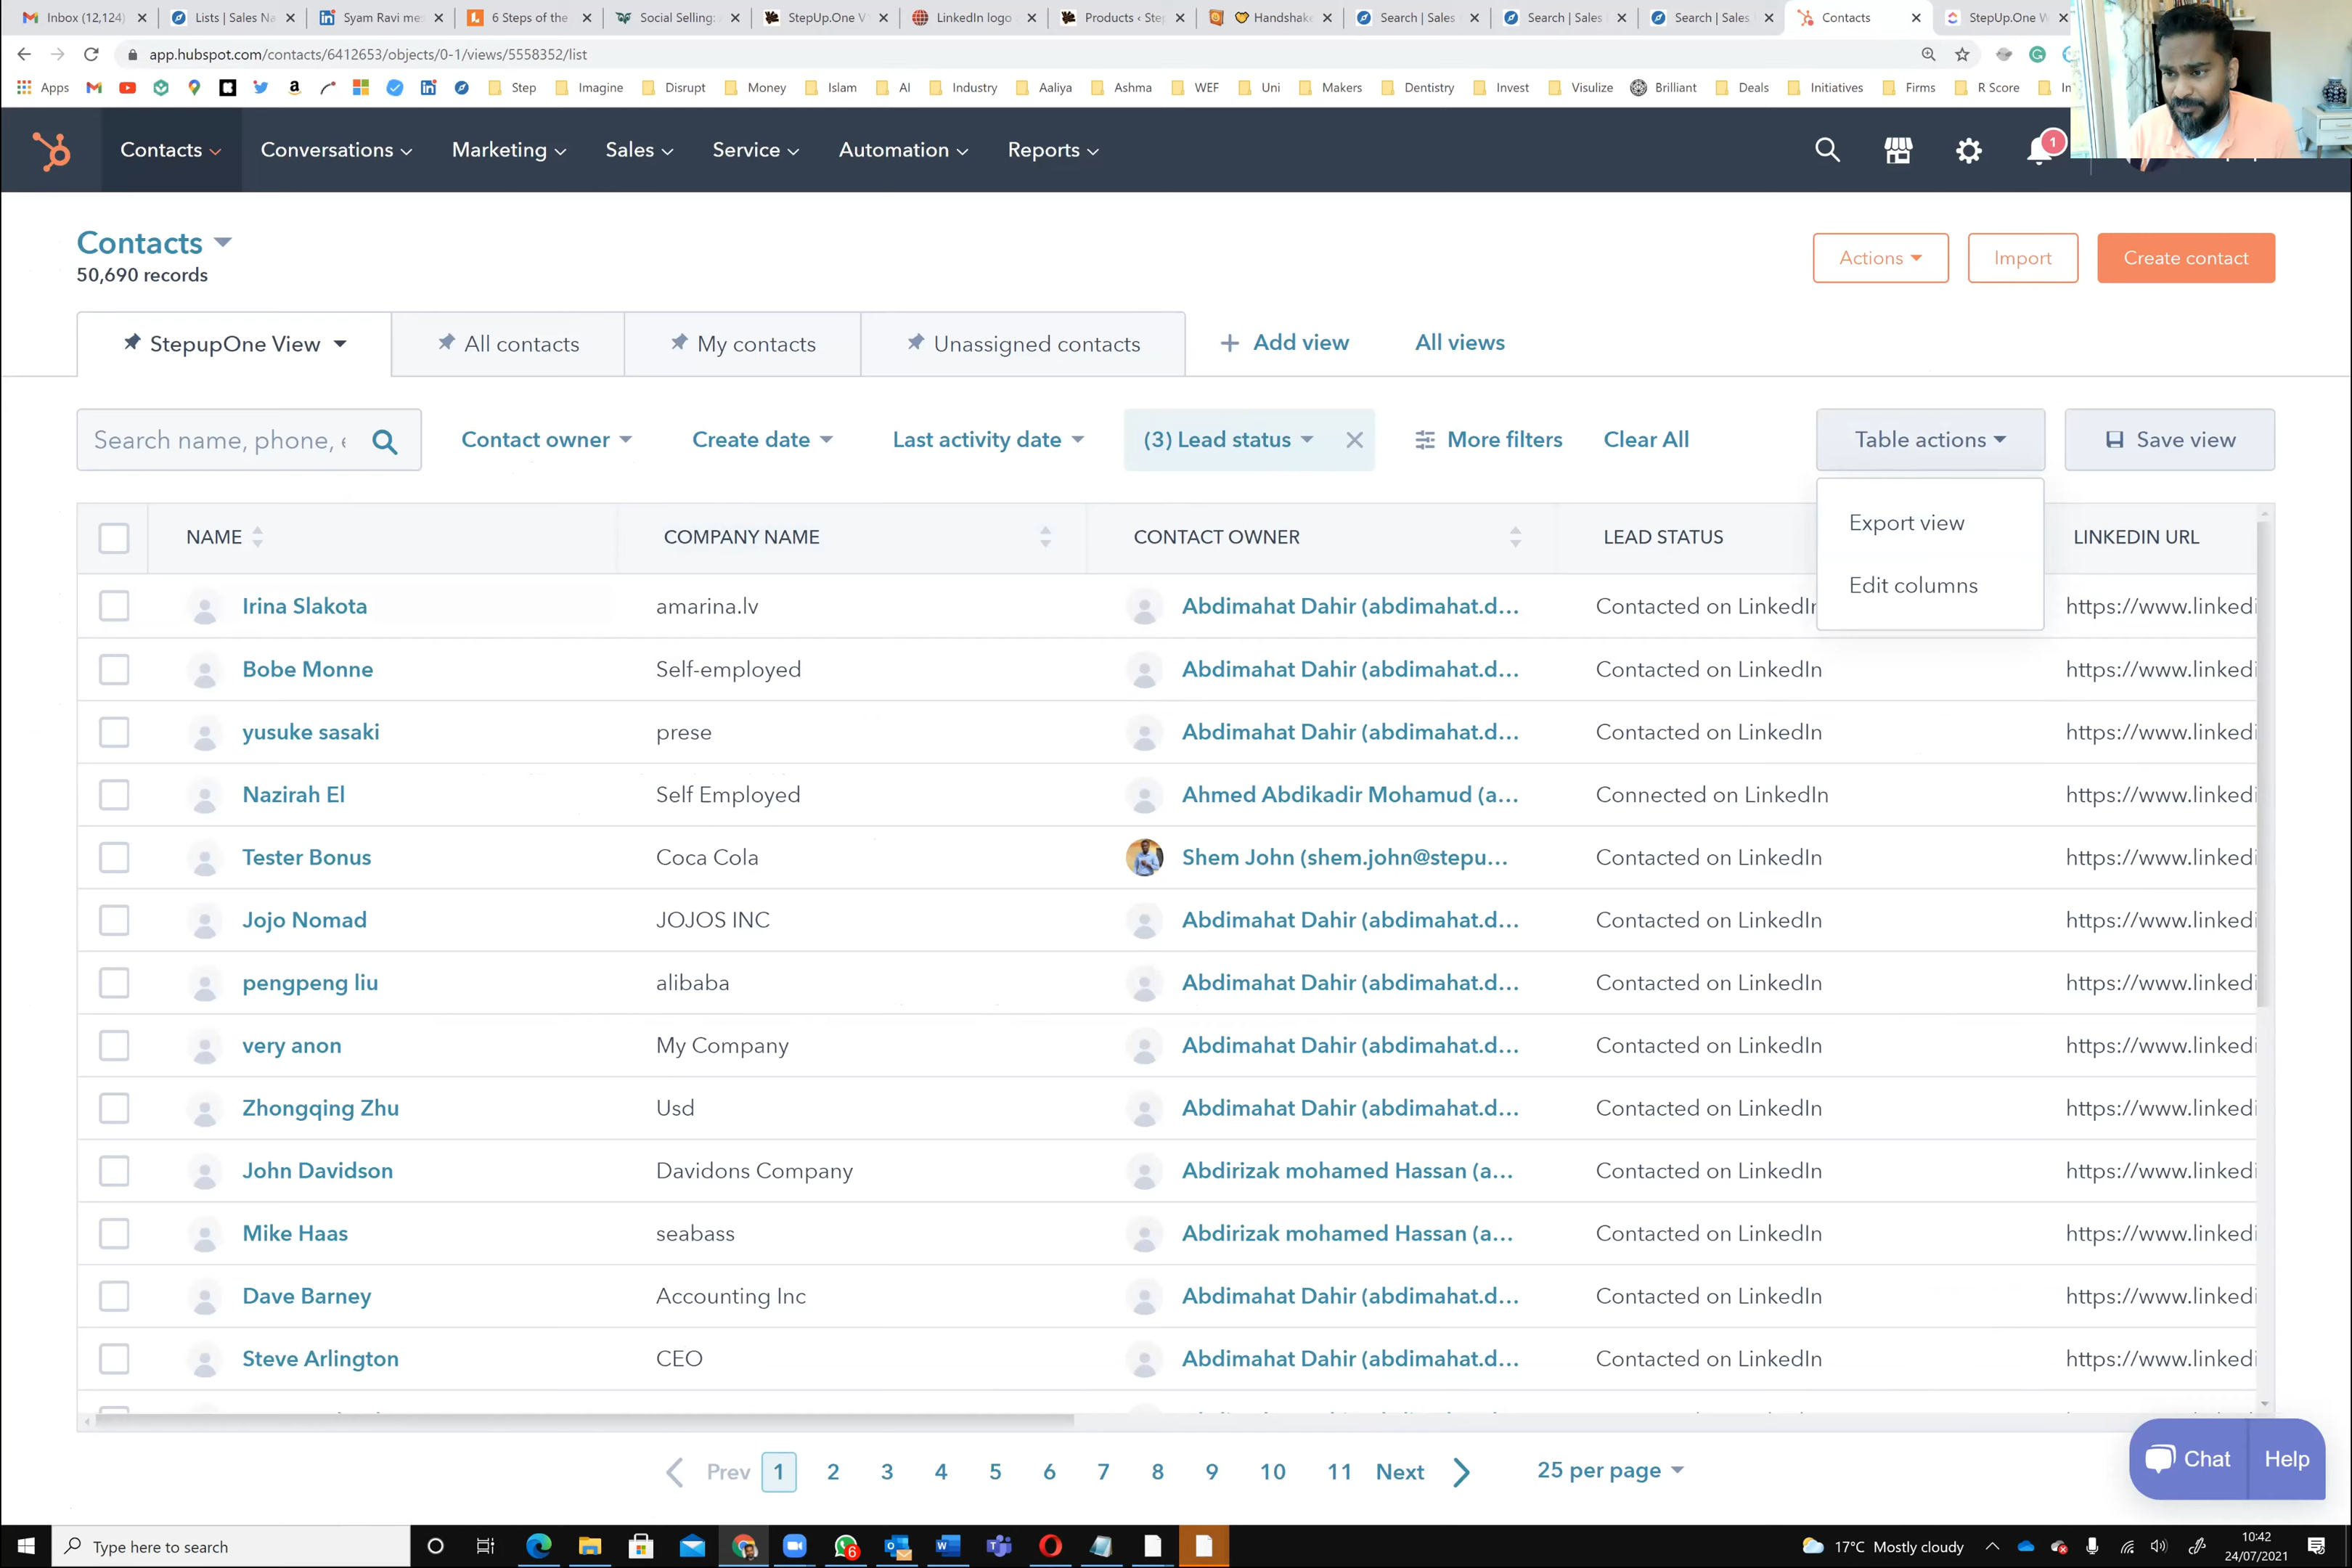 Inbox (12,124)
Lists | Sales Na
Syam Ravi me
6 Steps of the
Social Selling:
StepUp.One V
LinkedIn logo
Products ‹ Ste
Handshak
Search | Sales
Search | Sales
Search | Sales
Contacts
StepUp.One W
app.hubspot.com/contacts/6412653/objects/0-1/views/5558352/list
Apps
Step
Imagine
Disrupt
Money
Islam
AI
Industry
Aaliya
Ashma
WEF
Uni
Makers
Dentistry
Invest
Visulize
Brilliant
Deals
Initiatives
Firms
R Score
Contacts
Conversations
Marketing
Sales
Service
Automation
Reports
1
Contacts
50,690 records
Actions
Import
Create contact
StepupOne View
All contacts
My contacts
Unassigned contacts
+ Add view
All views
Search name, phone, e
Contact owner
Create date
Last activity date
(3) Lead status
More filters
Clear All
Table actions
Save view
Export view
Edit columns
NAME COMPANY NAME CONTACT OWNER LEAD STATUS LINKEDIN URL
Irina Slakota amarina.lv Abdimahat Dahir (abdimahat.d... Contacted on LinkedIn https://www.linkedi
Bobe Monne Self-employed Abdimahat Dahir (abdimahat.d... Contacted on LinkedIn https://www.linkedi
yusuke sasaki prese Abdimahat Dahir (abdimahat.d... Contacted on LinkedIn https://www.linkedi
Nazirah El Self Employed Ahmed Abdikadir Mohamud (a... Connected on LinkedIn https://www.linkedi
Tester Bonus Coca Cola Shem John (shem.john@stepu... Contacted on LinkedIn https://www.linkedi
Jojo Nomad JOJOS INC Abdimahat Dahir (abdimahat.d... Contacted on LinkedIn https://www.linkedi
pengpeng liu alibaba Abdimahat Dahir (abdimahat.d... Contacted on LinkedIn https://www.linkedi
very anon My Company Abdimahat Dahir (abdimahat.d... Contacted on LinkedIn https://www.linkedi
Zhongqing Zhu Usd Abdimahat Dahir (abdimahat.d... Contacted on LinkedIn https://www.linkedi
John Davidson Davidons Company Abdirizak mohamed Hassan (a... Contacted on LinkedIn https://www.linkedi
Mike Haas seabass Abdirizak mohamed Hassan (a... Contacted on LinkedIn https://www.linkedi
Dave Barney Accounting Inc Abdimahat Dahir (abdimahat.d... Contacted on LinkedIn https://www.linkedi
Steve Arlington CEO Abdimahat Dahir (abdimahat.d... Contacted on LinkedIn https://www.linkedi
Prev 1 2 3 4 5 6 7 8 9 10 11 Next
25 per page
Chat
Help
Type here to search
6
17°C Mostly cloudy
10:42
24/07/2021